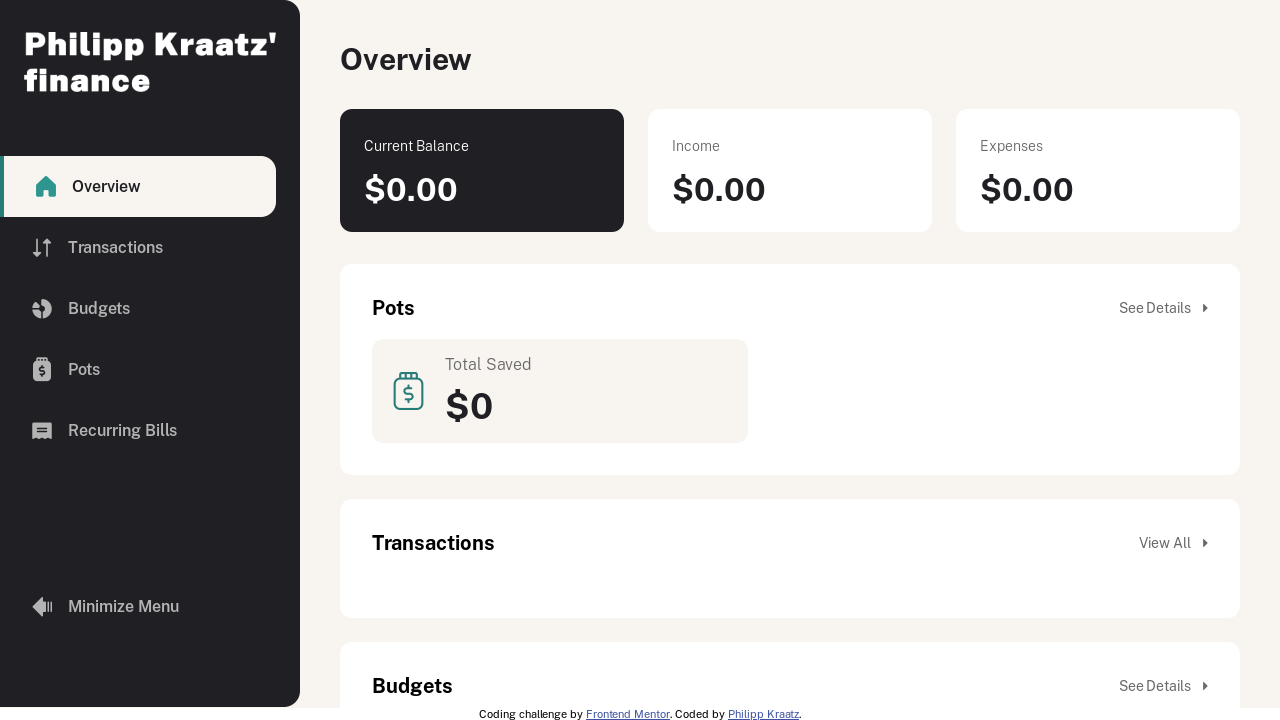 Philipp Kraatz'
finance
Overview
Transactions
Budgets
Pots
Recurring Bills
Minimize Menu
Overview
Current Balance
$0.00
Income
$0.00
Expenses
$0.00
Pots
See Details
Total Saved
$0
Transactions
View All
Budgets
See Details
Coding challenge by Frontend Mentor. Coded by Philipp Kraatz.